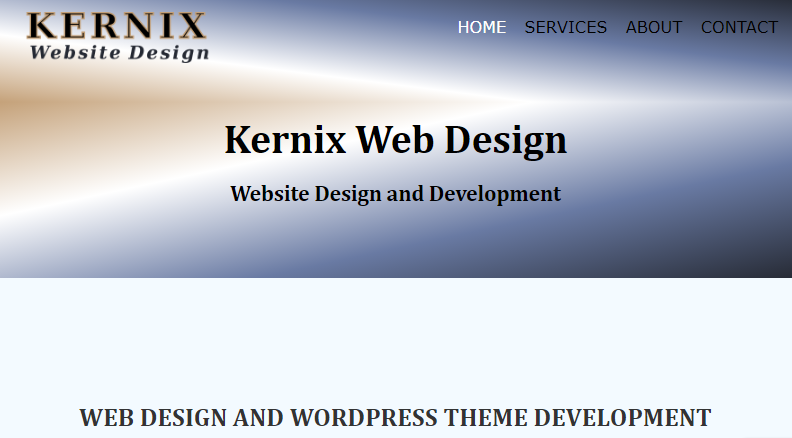 KERNIX
Website Design
HOME SERVICES ABOUT CONTACT
Kernix Web Design
Website Design and Development
WEB DESIGN AND WORDPRESS THEME DEVELOPMENT